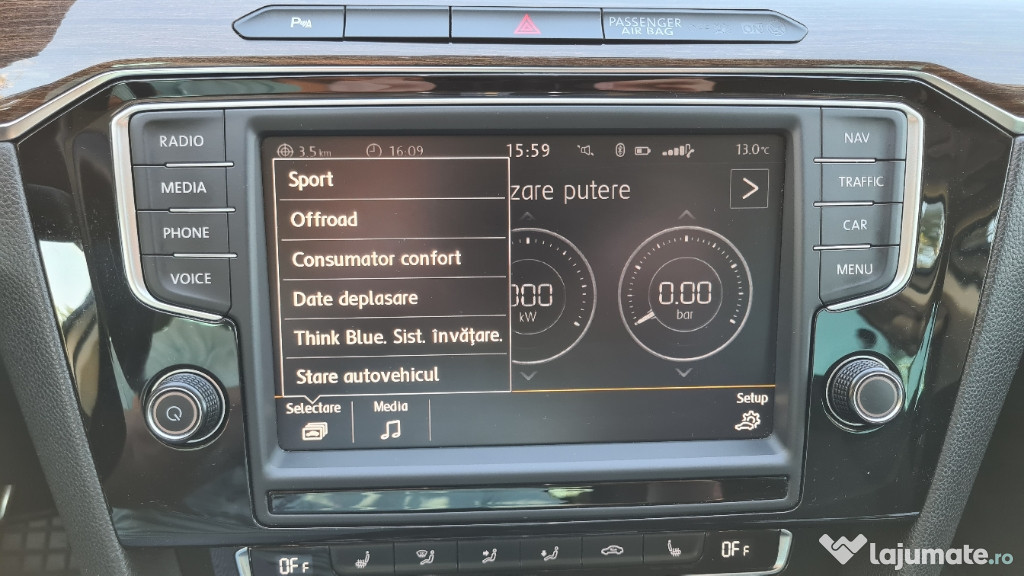 P
PASSENGER
AIR BAG
RADIO
MEDIA
PHONE
VOICE
NAV
TRAFFIC
CAR
MENU
3.5 km
16:09
15:59
13.0°C
Sport
Offroad
Consumator confort
Date deplasare
Think Blue. Sist. învăţare.
Stare autovehicul
zare putere
>
kW
0.00
bar
Selectare
Media
Setup
OFF
OFF
lajumate.ro